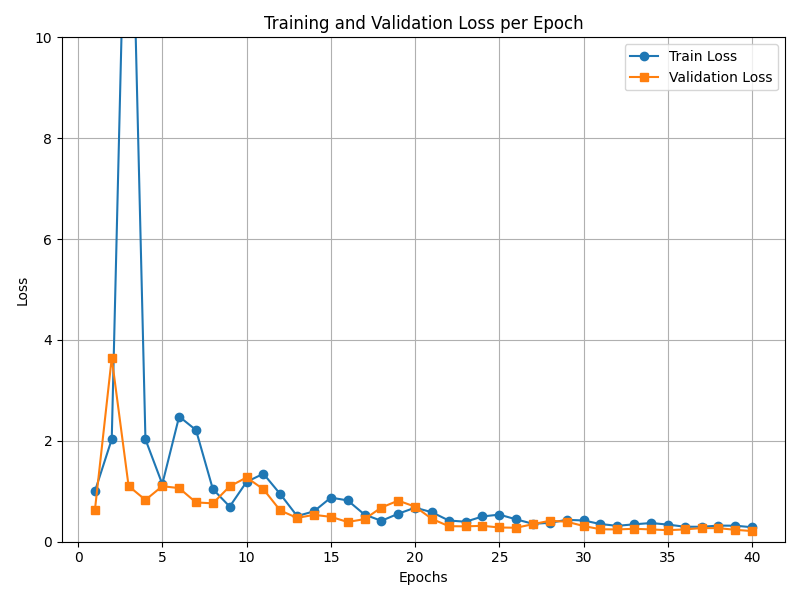 Training and Validation Loss per Epoch
Train Loss
Validation Loss
10
8
6
4
2
0
Loss
0 5 10 15 20 25 30 35 40
Epochs